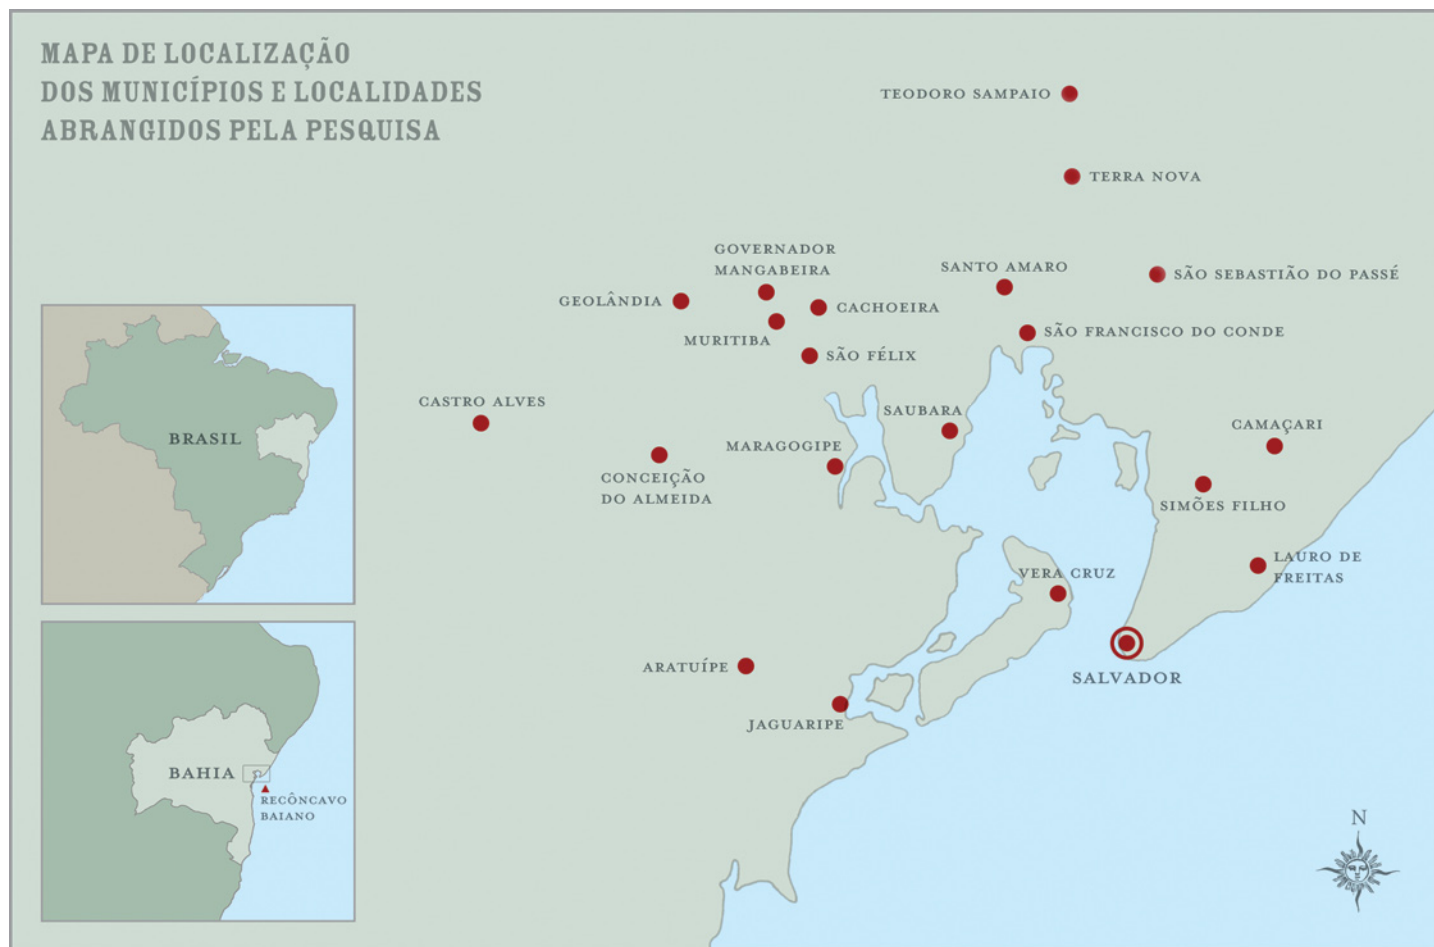 MAPA DE LOCALIZAÇÃO
DOS MUNICÍPIOS E LOCALIDADES
ABRANGIDOS PELA PESQUISA
TEODORO SAMPAIO
TERRA NOVA
GOVERNADOR
MANGABEIRA
SANTO AMARO
SÃO SEBASTIÃO DO PASSÉ
GEOLÂNDIA
CACHOEIRA
MURITIBA
SÃO FRANCISCO DO CONDE
SÃO FÉLIX
CASTRO ALVES
SAUBARA
CAMAÇARI
MARAGOGIPE
CONCEIÇÃO
DO ALMEIDA
SIMÕES FILHO
LAURO DE
FREITAS
VERA CRUZ
ARATUÍPE
SALVADOR
JAGUARIPE
BRASIL
BAHIA
RECÔNCAVO
BAIANO
N